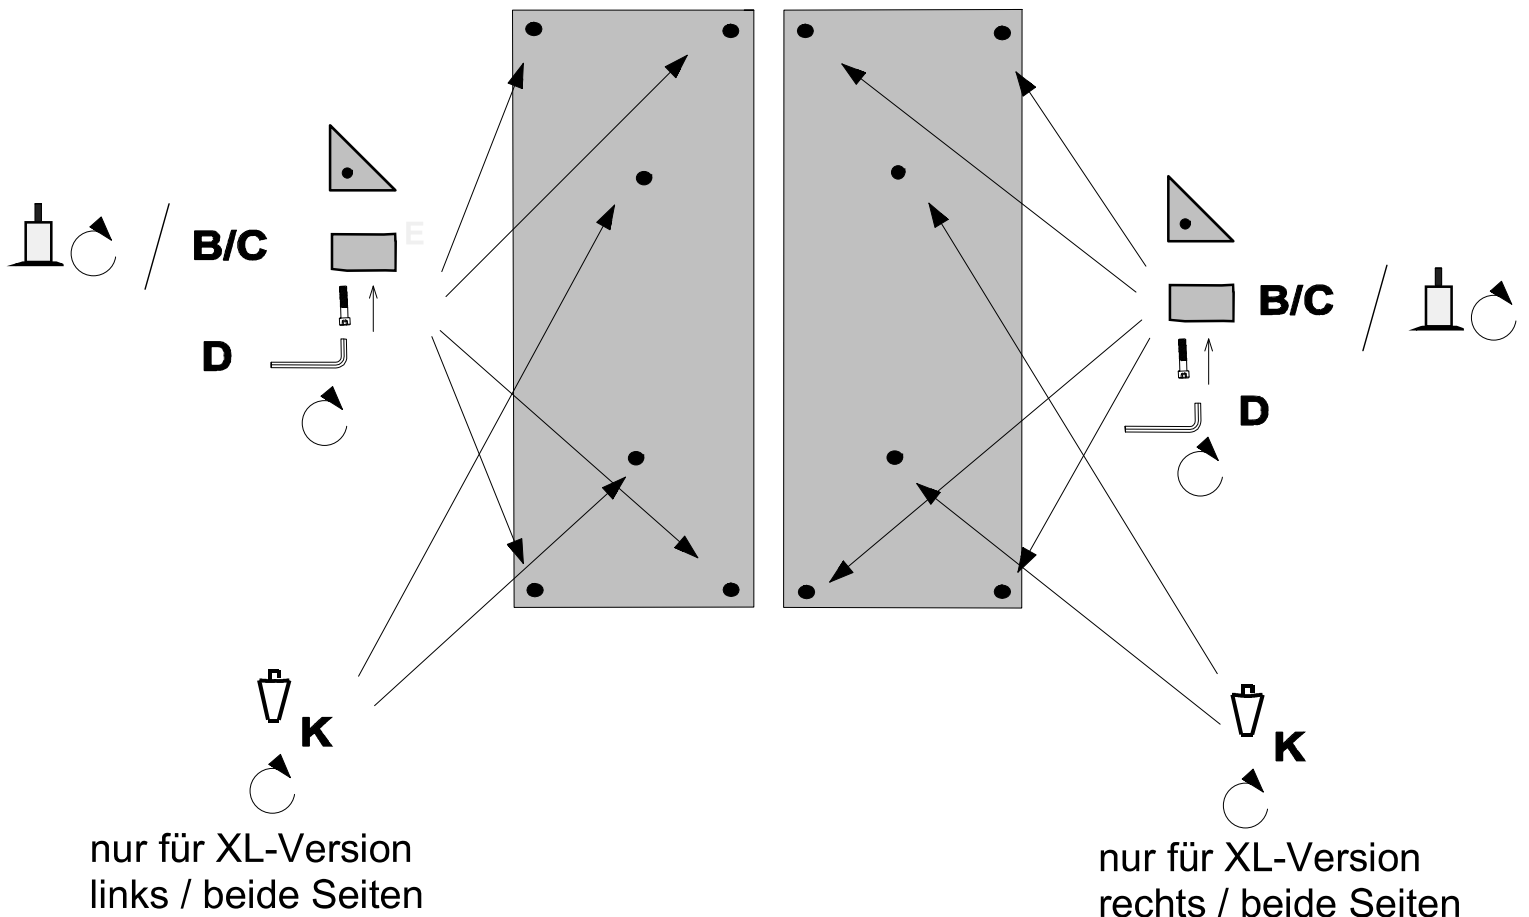 E
B/C
B/C
D
D
K
K
nur für XL-Version
links / beide Seiten
nur für XL-Version
rechts / beide Seiten